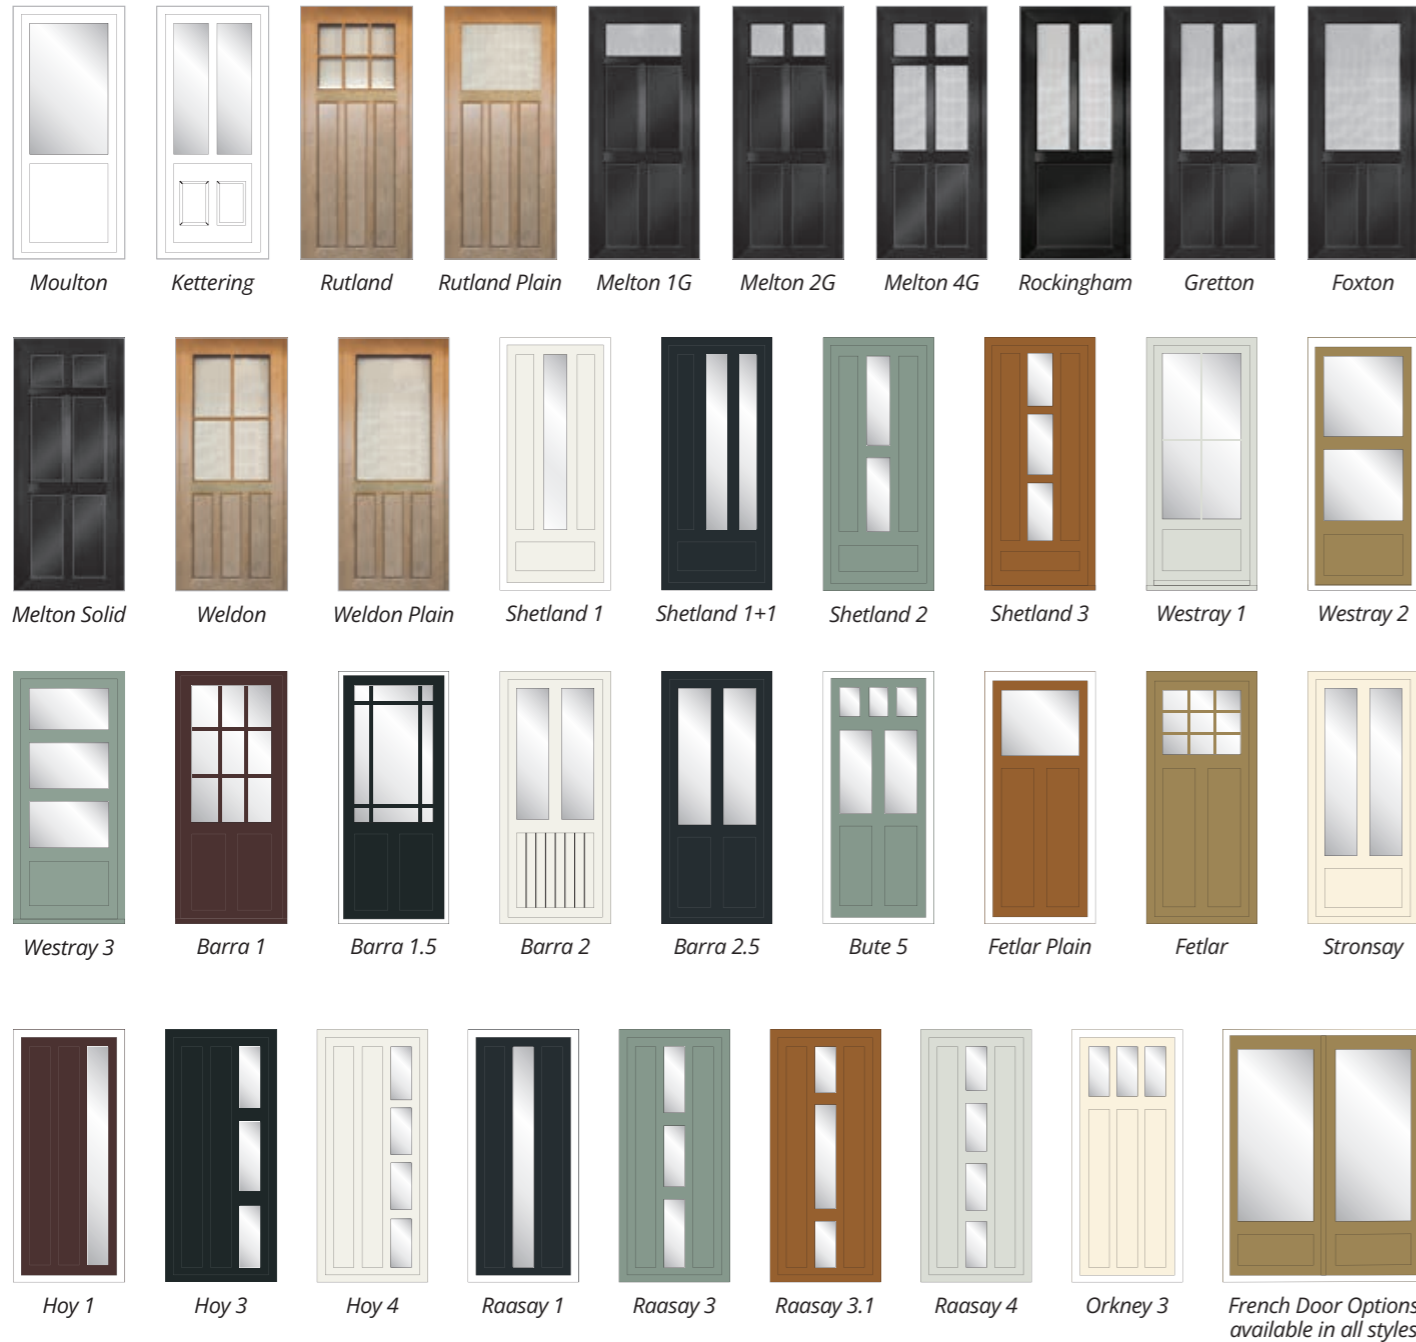 Moulton
Kettering
Rutland
Rutland Plain
Melton 1G
Melton 2G
Melton 4G
Rockingham
Gretton
Foxton
Melton Solid
Weldon
Weldon Plain
Shetland 1
Shetland 1+1
Shetland 2
Shetland 3
Westray 1
Westray 2
Westray 3
Barra 1
Barra 1.5
Barra 2
Barra 2.5
Bute 5
Fetlar Plain
Fetlar
Stronsay
Hoy 1
Hoy 3
Hoy 4
Raasay 1
Raasay 3
Raasay 3.1
Raasay 4
Orkney 3
French Door Options
available in all styles